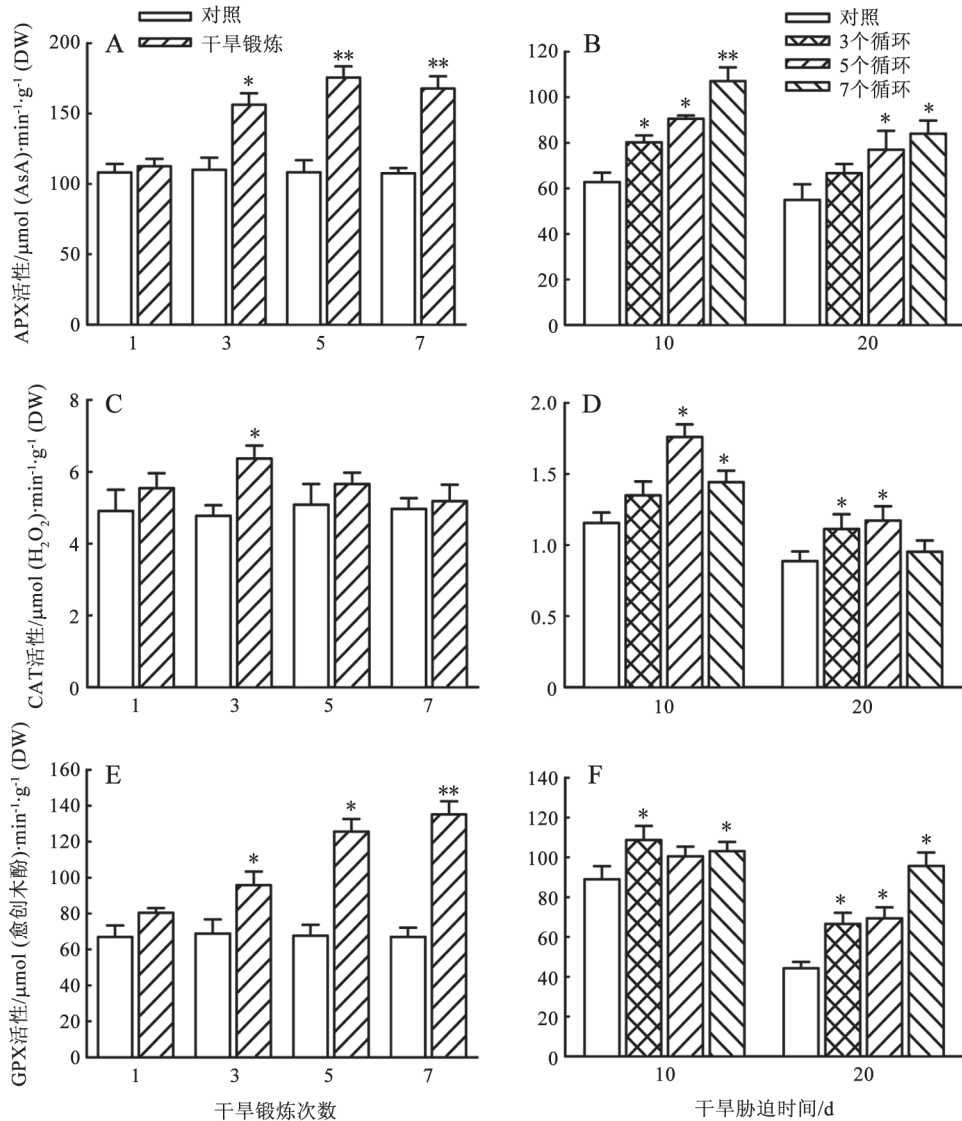 对照
干旱锻炼
A
200
150
100
50
0
APX活性/μmol (AsA)·min⁻¹·g⁻¹ (DW)
* ** **
1 3 5 7
对照
3个循环
5个循环
7个循环
B
120
100
80
60
40
20
0
* * ** * *
10 20
C
8
6
4
2
0
CAT活性/μmol (H₂O₂)·min⁻¹·g⁻¹ (DW)
*
1 3 5 7
D
2.0
1.5
1.0
0.5
0
* * * *
10 20
E
160
140
120
100
80
60
40
20
0
GPX活性/μmol (愈创木酚)·min⁻¹·g⁻¹ (DW)
* * **
1 3 5 7
干旱锻炼次数
F
140
120
100
80
60
40
20
0
* * * * *
10 20
干旱胁迫时间/d